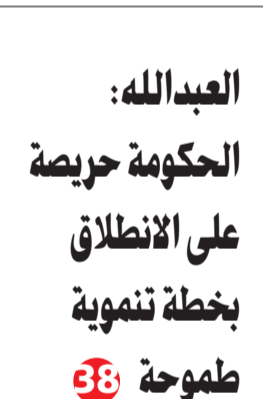 العبدالله:
الحكومة حريصة
على الانطلاق
بخطة تنموية
طموحة 38